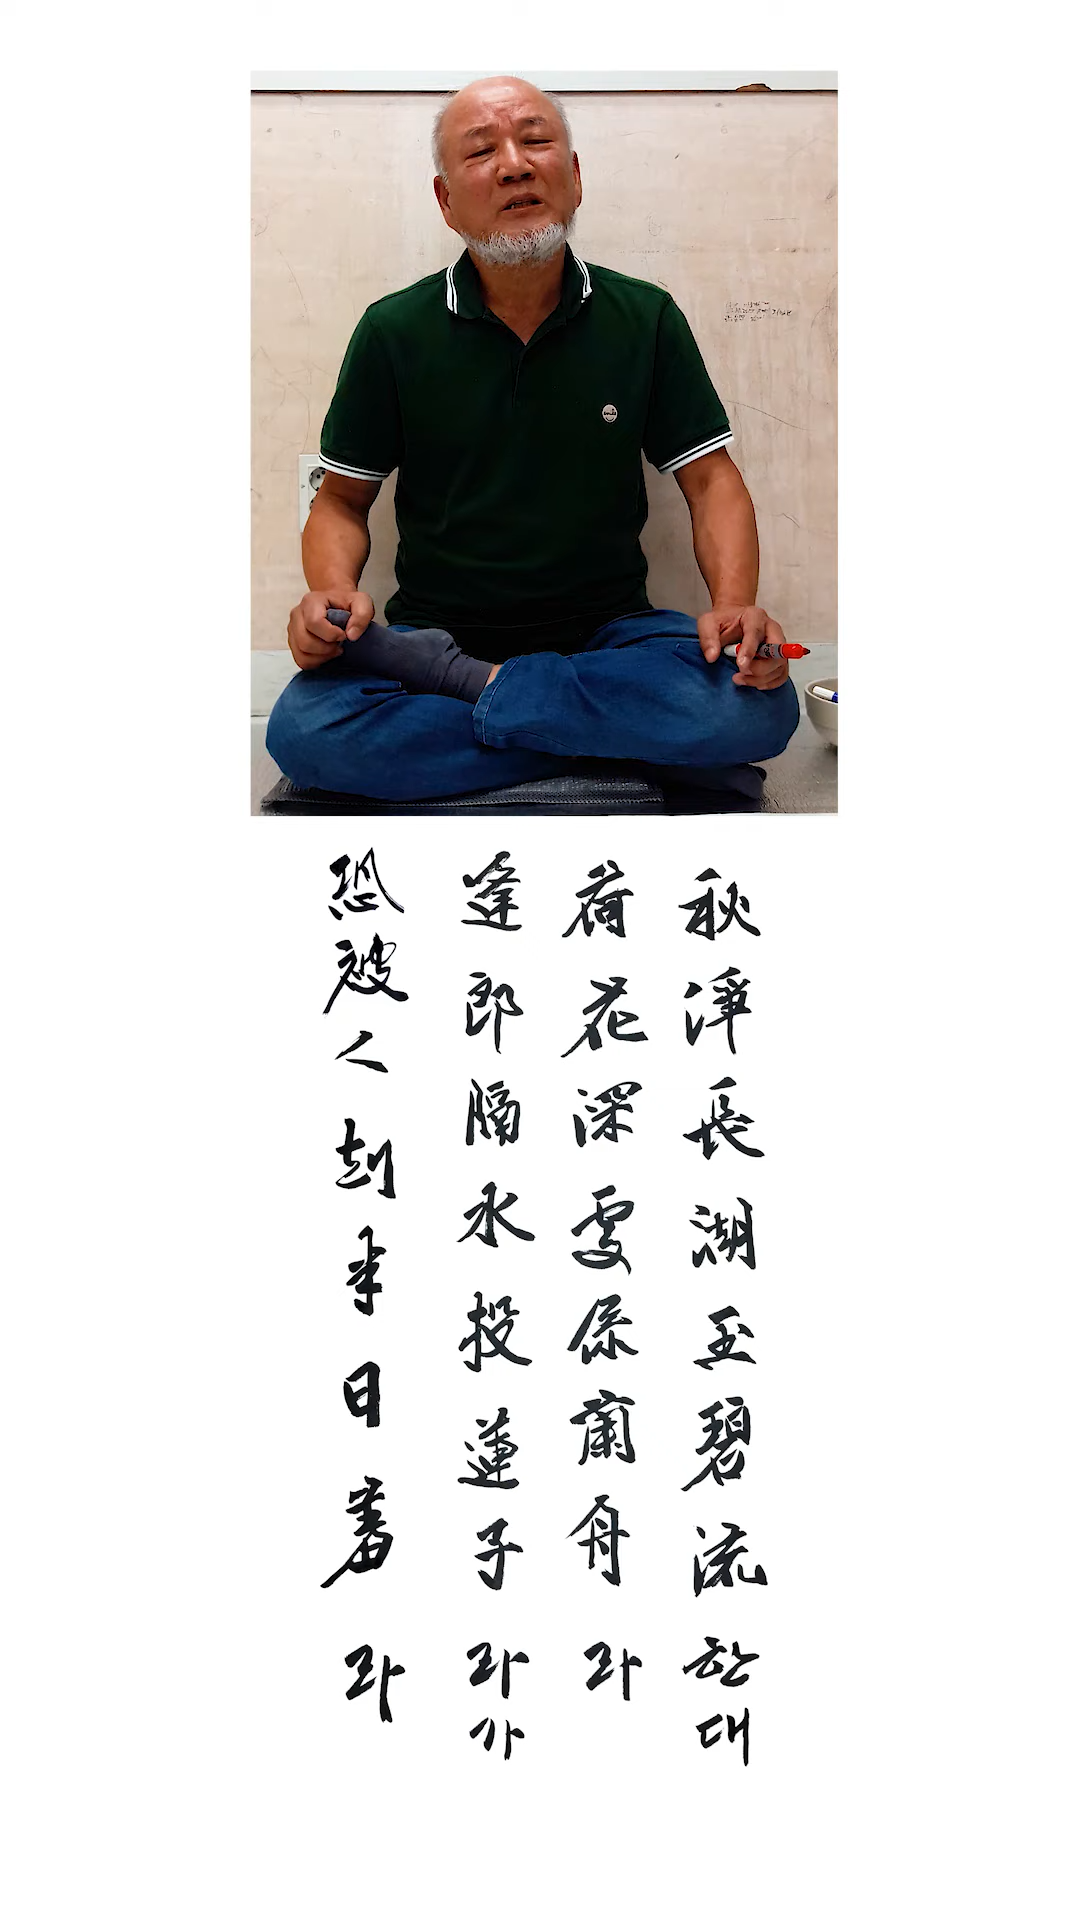 秋淨長湖玉碧流한대
荷花深處係蘭舟라
逢郎隔水投蓮子라가
恐被人知半日羞라